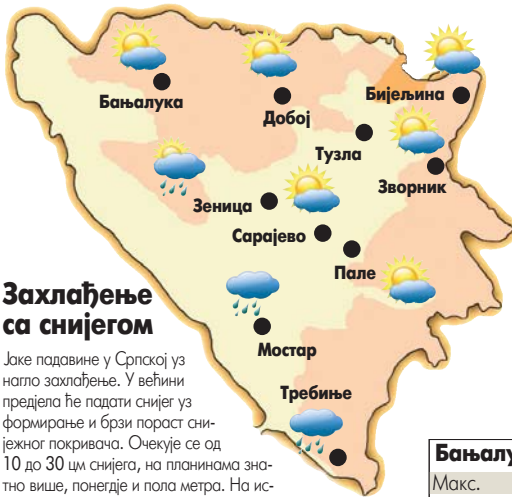 Бањалука
Добој
Бијељина
Тузла
Зворник
Зеница
Сарајево
Пале
Мостар
Требиње
Захлађење
са снијегом
Јаке падавине у Српској уз
нагло захлађење. У већини
предјела ће падати снијег уз
формирање и брзи пораст сни-
јежног покривача. Очекује се од
10 до 30 цм снијега, на планинама зна-
тно више, понегдје и пола метра. На ис-
Бањалу
Макс.